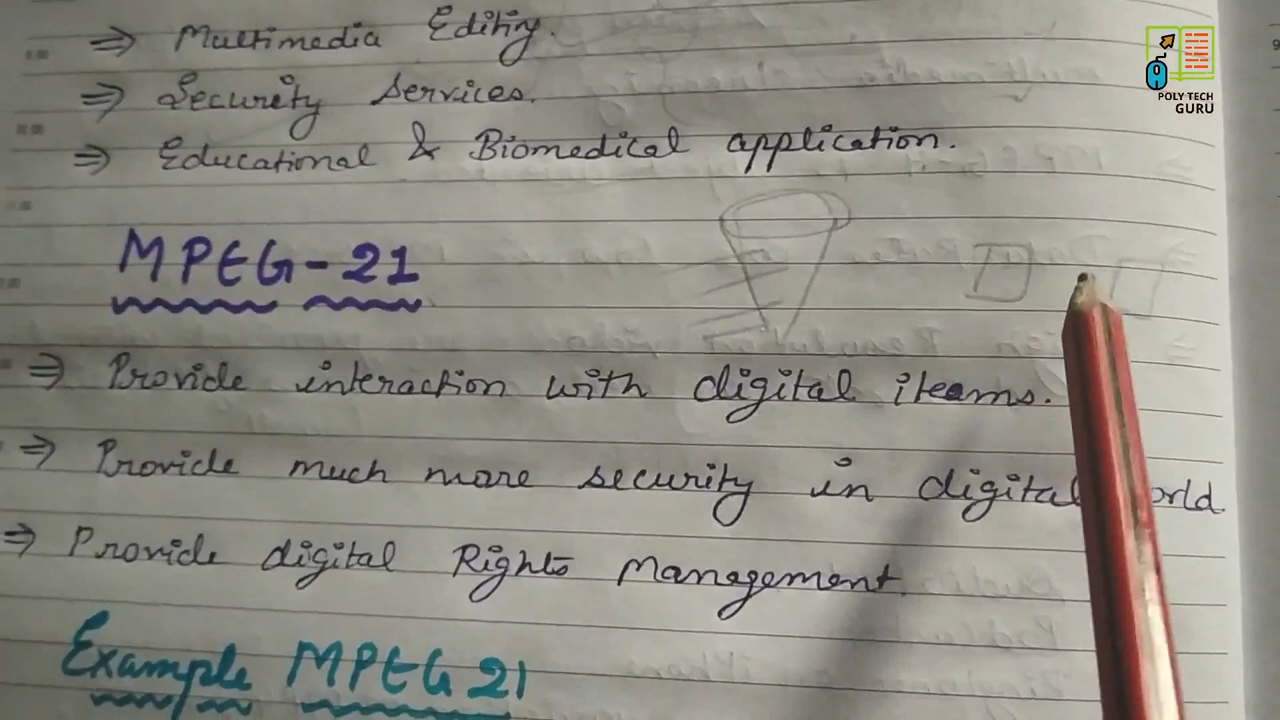 ⇒ Multimedia Editing.
⇒ Security Services.
⇒ Educational & Biomedical application.
POLY TECH
GURU
MPEG-21
⇒ Provide interaction with digital iteams.
⇒ Provide much more security in digital orld
⇒ Provide digital Rights Management.
Example MPEG 21